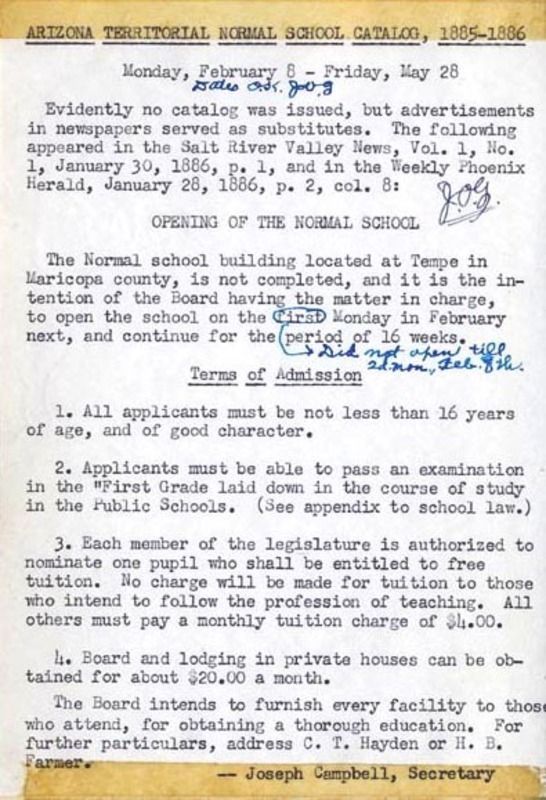 ARIZONA TERRITORIAL NORMAL SCHOOL CATALOG, 1885-1886
Monday, February 8 - Friday, May 28
Dates O.K. JOG
Evidently no catalog was issued, but advertisements
in newspapers served as substitutes. The following
appeared in the Salt River Valley News, Vol. 1, No.
1, January 30, 1886, p. 1, and in the Weekly Phoenix
Herald, January 28, 1886, p. 2, col. 8:
J.O.G.
OPENING OF THE NORMAL SCHOOL
The Normal school building located at Tempe in
Maricopa county, is not completed, and it is the in-
tention of the Board having the matter in charge,
to open the school on the first Monday in February
next, and continue for the period of 16 weeks.
Did not open till
2d. mon., Feb. 8th.
Terms of Admission
1. All applicants must be not less than 16 years
of age, and of good character.
2. Applicants must be able to pass an examination
in the "First Grade laid down in the course of study
in the Public Schools. (See appendix to school law.)
3. Each member of the legislature is authorized to
nominate one pupil who shall be entitled to free
tuition. No charge will be made for tuition to those
who intend to follow the profession of teaching. All
others must pay a monthly tuition charge of $4.00.
4. Board and lodging in private houses can be ob-
tained for about $20.00 a month.
The Board intends to furnish every facility to those
who attend, for obtaining a thorough education. For
further particulars, address C. T. Hayden or H. B.
Farmer.
-- Joseph Campbell, Secretary